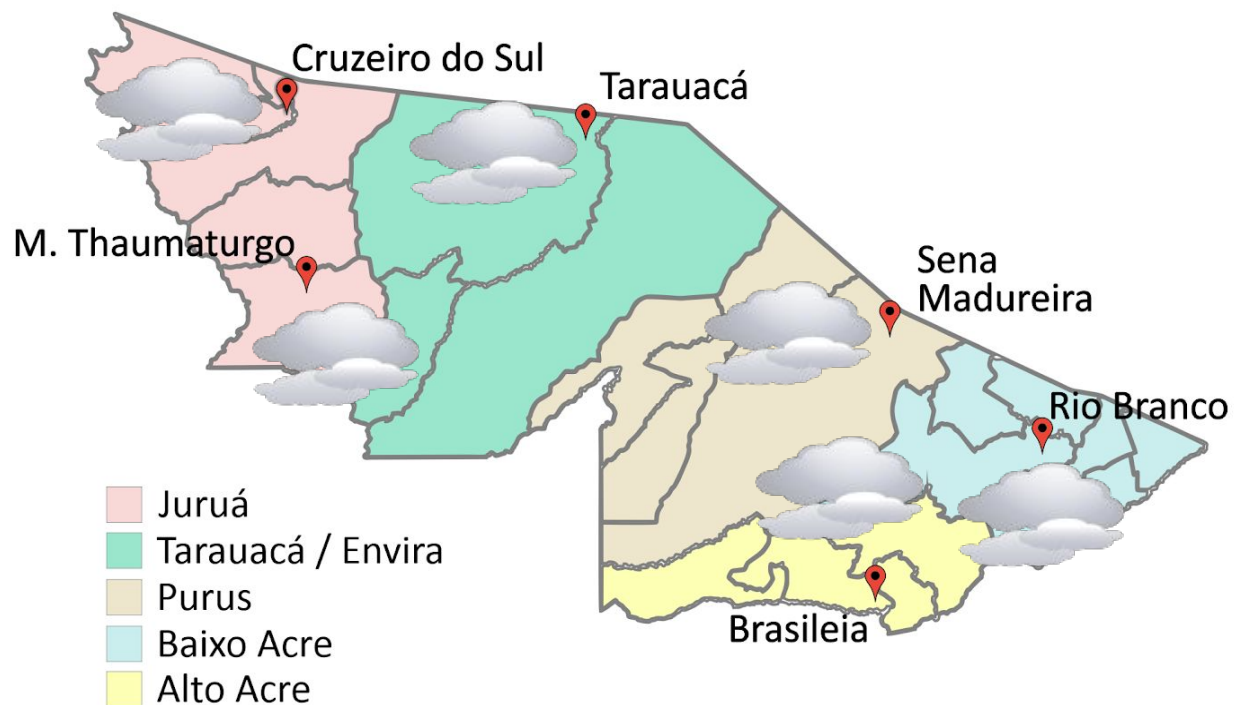 Cruzeiro do Sul
Tarauacá
M. Thaumaturgo
Sena
Madureira
Rio Branco
Brasileia
Juruá
Tarauacá / Envira
Purus
Baixo Acre
Alto Acre